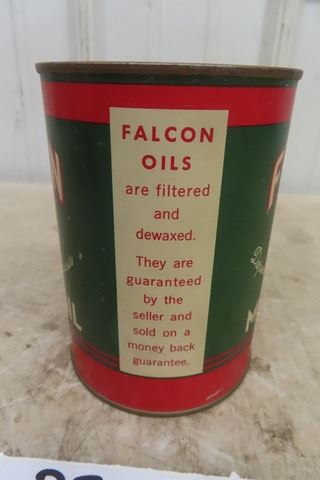 FALCON
OILS
are filtered
and
dewaxed.
They are
guaranteed
by the
seller and
sold on a
money back
guarantee.